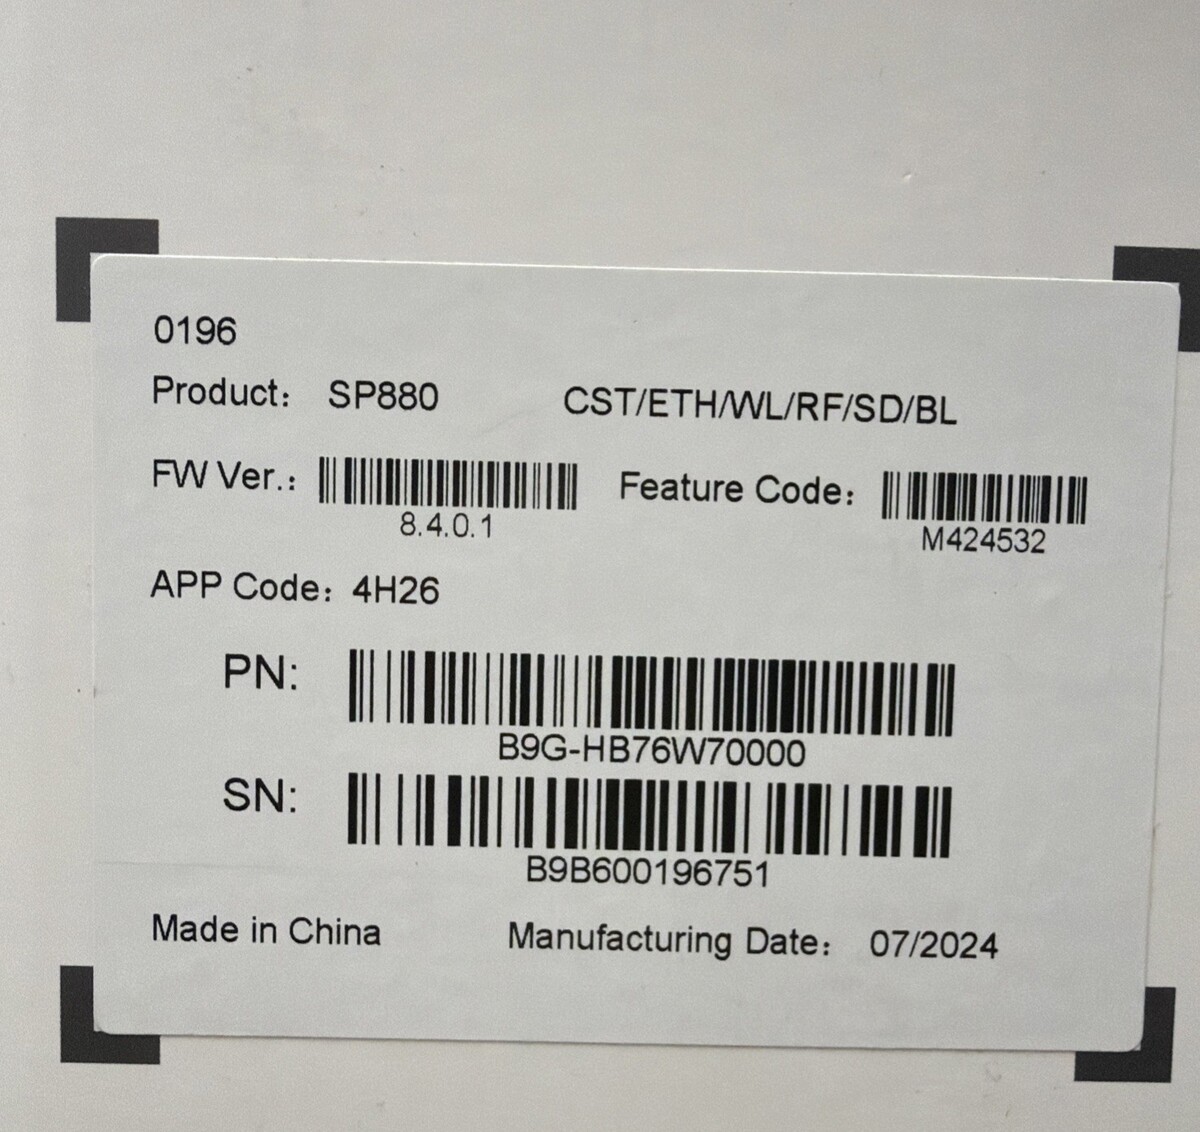 0196
Product: SP880 CST/ETH/WL/RF/SD/BL
FW Ver.: 8.4.0.1 Feature Code: M424532
APP Code: 4H26
PN: B9G-HB76W70000
SN: B9B600196751
Made in China Manufacturing Date: 07/2024